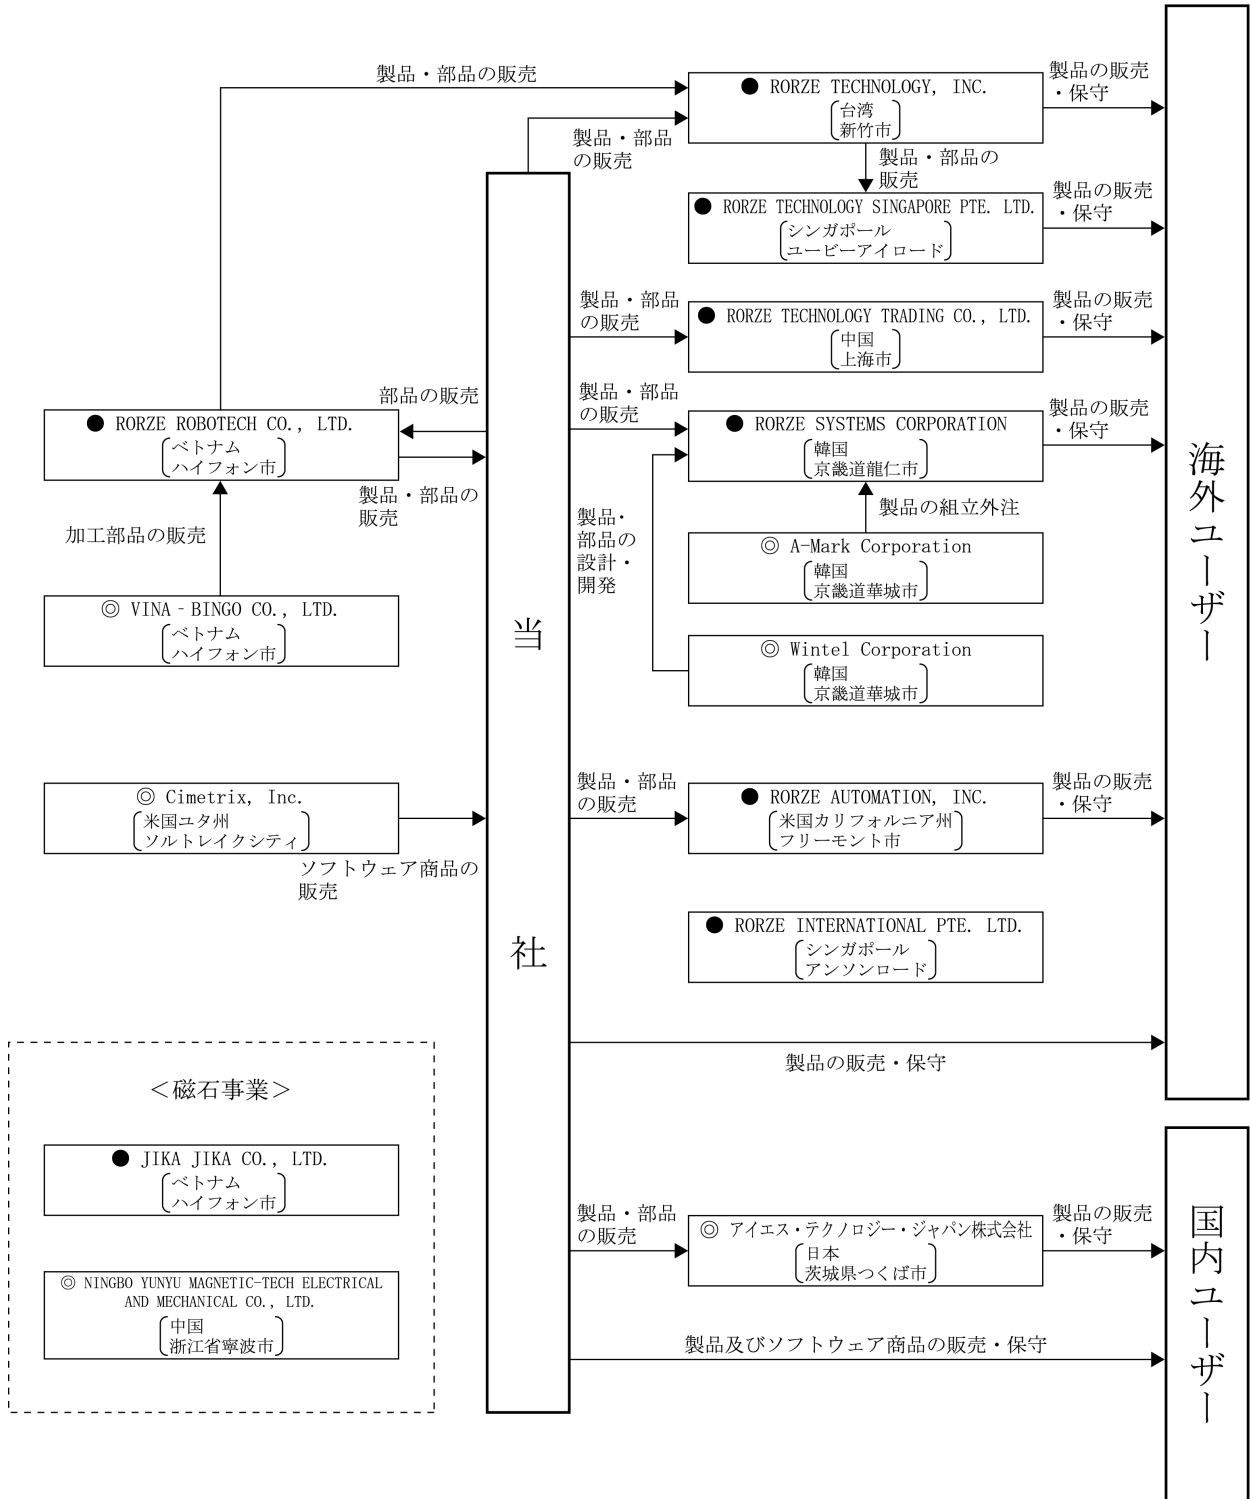 製品・部品の販売
● RORZE TECHNOLOGY, INC.
台湾
新竹市
製品の販売
・保守
製品・部品
の販売
製品・部品の
販売
● RORZE TECHNOLOGY SINGAPORE PTE. LTD.
シンガポール
ユービーアイロード
製品の販売
・保守
製品・部品
の販売
● RORZE TECHNOLOGY TRADING CO., LTD.
中国
上海市
製品の販売
・保守
部品の販売
● RORZE ROBOTECH CO., LTD.
ベトナム
ハイフォン市
製品・部品の
販売
製品・部品
の販売
● RORZE SYSTEMS CORPORATION
韓国
京畿道龍仁市
製品の販売
・保守
加工部品の販売
製品・
部品の
設計・
開発
製品の組立外注
◎ A-Mark Corporation
韓国
京畿道華城市
◎ VINA‐BINGO CO., LTD.
ベトナム
ハイフォン市
◎ Wintel Corporation
韓国
京畿道華城市
当社
海外ユーザー
◎ Cimetrix, Inc.
米国ユタ州
ソルトレイクシティ
ソフトウェア商品の
販売
製品・部品
の販売
● RORZE AUTOMATION, INC.
米国カリフォルニア州
フリーモント市
製品の販売
・保守
● RORZE INTERNATIONAL PTE. LTD.
シンガポール
アンソンロード
製品の販売・保守
＜磁石事業＞
● JIKA JIKA CO., LTD.
ベトナム
ハイフォン市
◎ NINGBO YUNYU MAGNETIC-TECH ELECTRICAL
AND MECHANICAL CO., LTD.
中国
浙江省寧波市
製品・部品
の販売
◎ アイエス・テクノロジー・ジャパン株式会社
日本
茨城県つくば市
製品の販売
・保守
製品及びソフトウェア商品の販売・保守
国内ユーザー